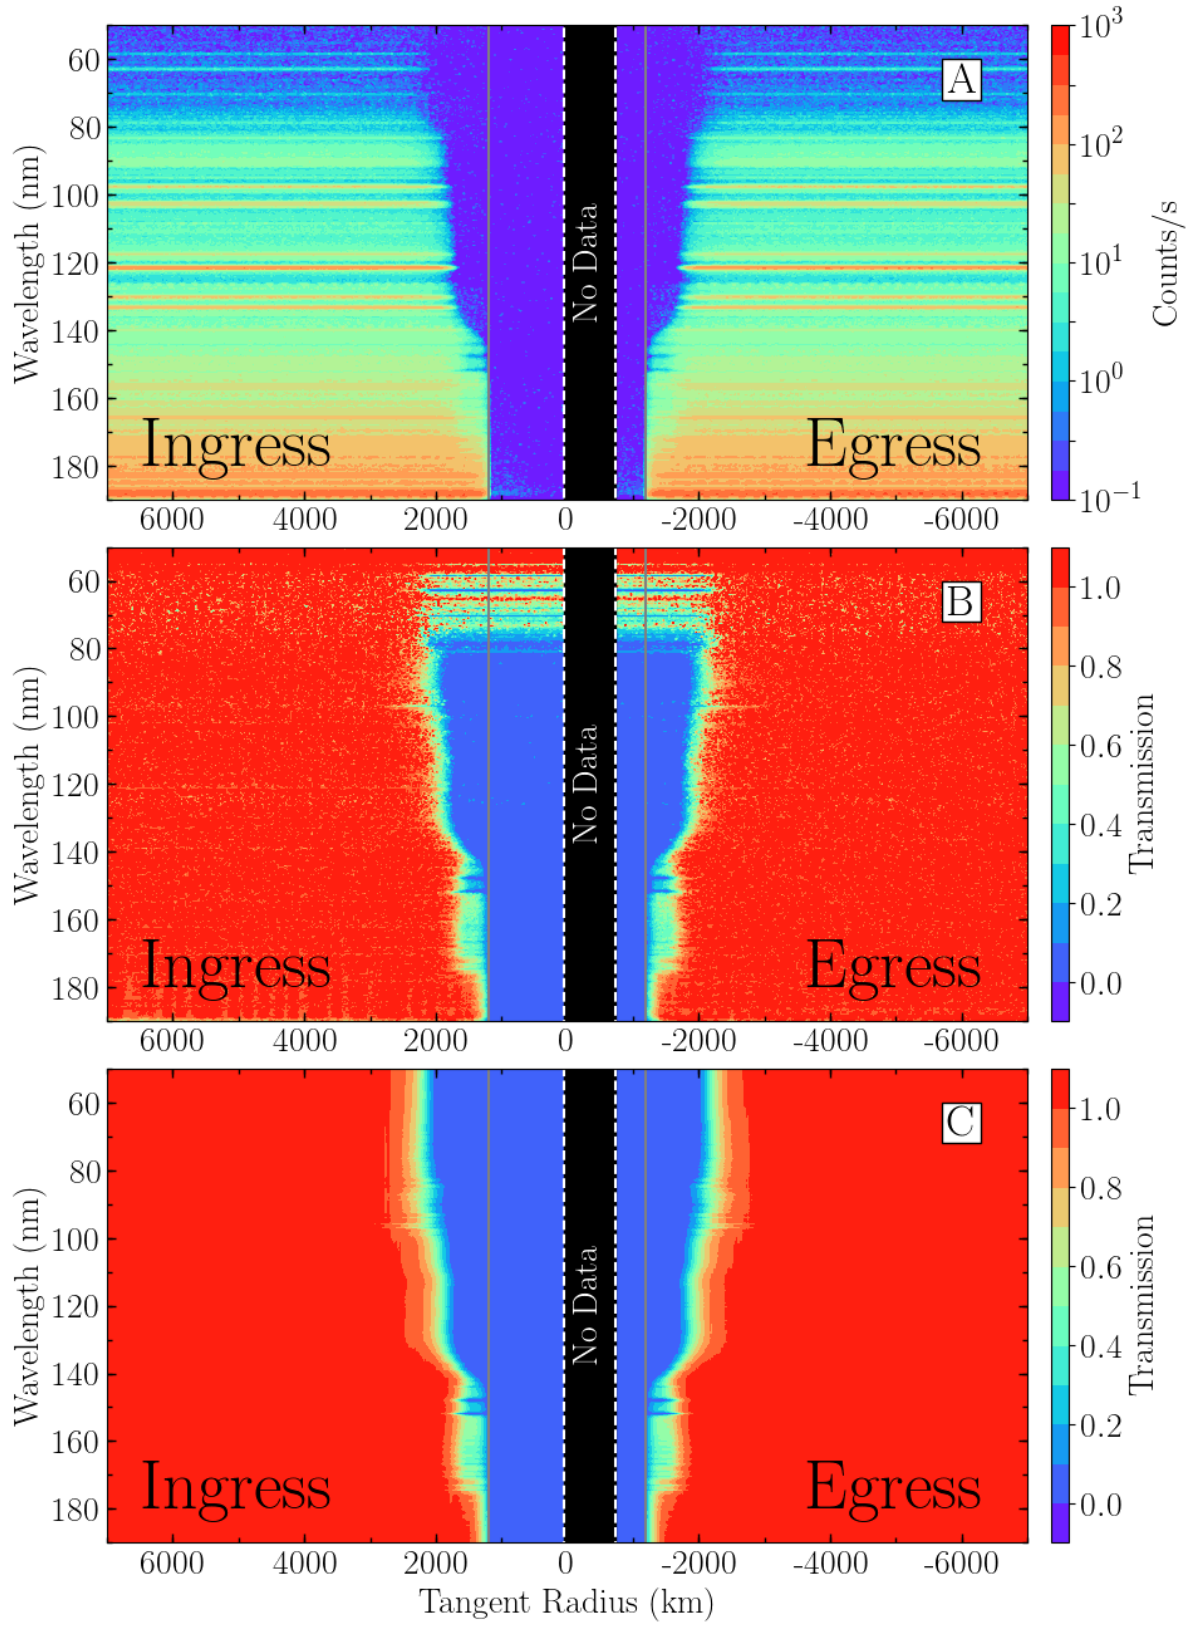 A
Wavelength (nm)
60
80
100
120
140
160
180
Ingress
No Data
Egress
6000 4000 2000 0 -2000 -4000 -6000
10³
10²
10¹
10⁰
10⁻¹
Counts/s
B
Wavelength (nm)
60
80
100
120
140
160
180
Ingress
No Data
Egress
6000 4000 2000 0 -2000 -4000 -6000
1.0
0.8
0.6
0.4
0.2
0.0
Transmission
C
Wavelength (nm)
60
80
100
120
140
160
180
Ingress
No Data
Egress
6000 4000 2000 0 -2000 -4000 -6000
Tangent Radius (km)
1.0
0.8
0.6
0.4
0.2
0.0
Transmission